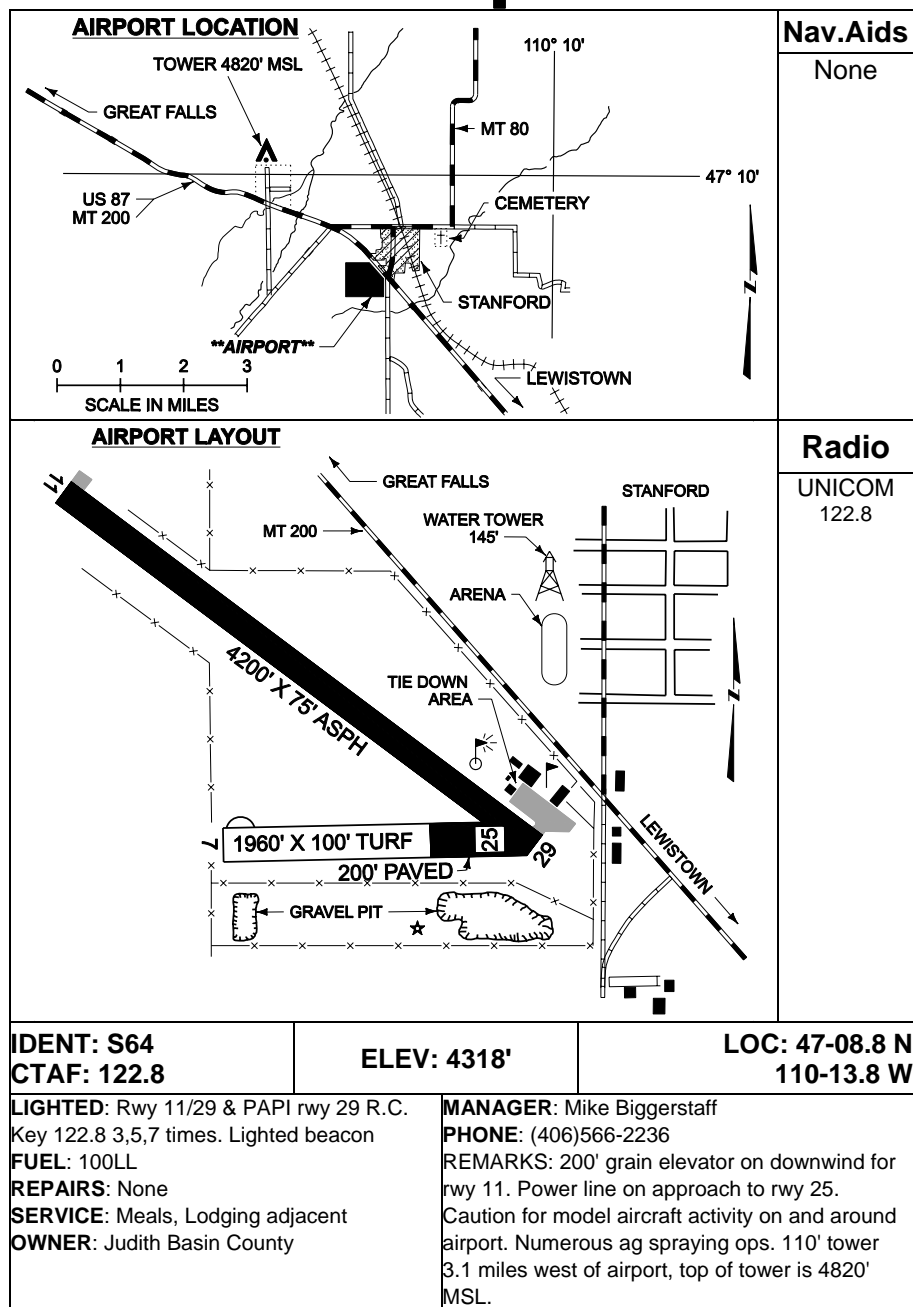 AIRPORT LOCATION
TOWER 4820' MSL
110° 10'
GREAT FALLS
MT 80
47° 10'
US 87
MT 200
CEMETERY
STANFORD
**AIRPORT**
N
0 1 2 3
SCALE IN MILES
LEWISTOWN
Nav.Aids
None
AIRPORT LAYOUT
11
GREAT FALLS
STANFORD
MT 200
WATER TOWER
145'
ARENA
4200' X 75' ASPH
TIE DOWN
AREA
N
7
1960' X 100' TURF
25
29
200' PAVED
LEWISTOWN
GRAVEL PIT
Radio
UNICOM
122.8
IDENT: S64
CTAF: 122.8
ELEV: 4318'
LOC: 47-08.8 N
110-13.8 W
LIGHTED: Rwy 11/29 & PAPI rwy 29 R.C.
Key 122.8 3,5,7 times. Lighted beacon
FUEL: 100LL
REPAIRS: None
SERVICE: Meals, Lodging adjacent
OWNER: Judith Basin County
MANAGER: Mike Biggerstaff
PHONE: (406)566-2236
REMARKS: 200' grain elevator on downwind for
rwy 11. Power line on approach to rwy 25.
Caution for model aircraft activity on and around
airport. Numerous ag spraying ops. 110' tower
3.1 miles west of airport, top of tower is 4820'
MSL.